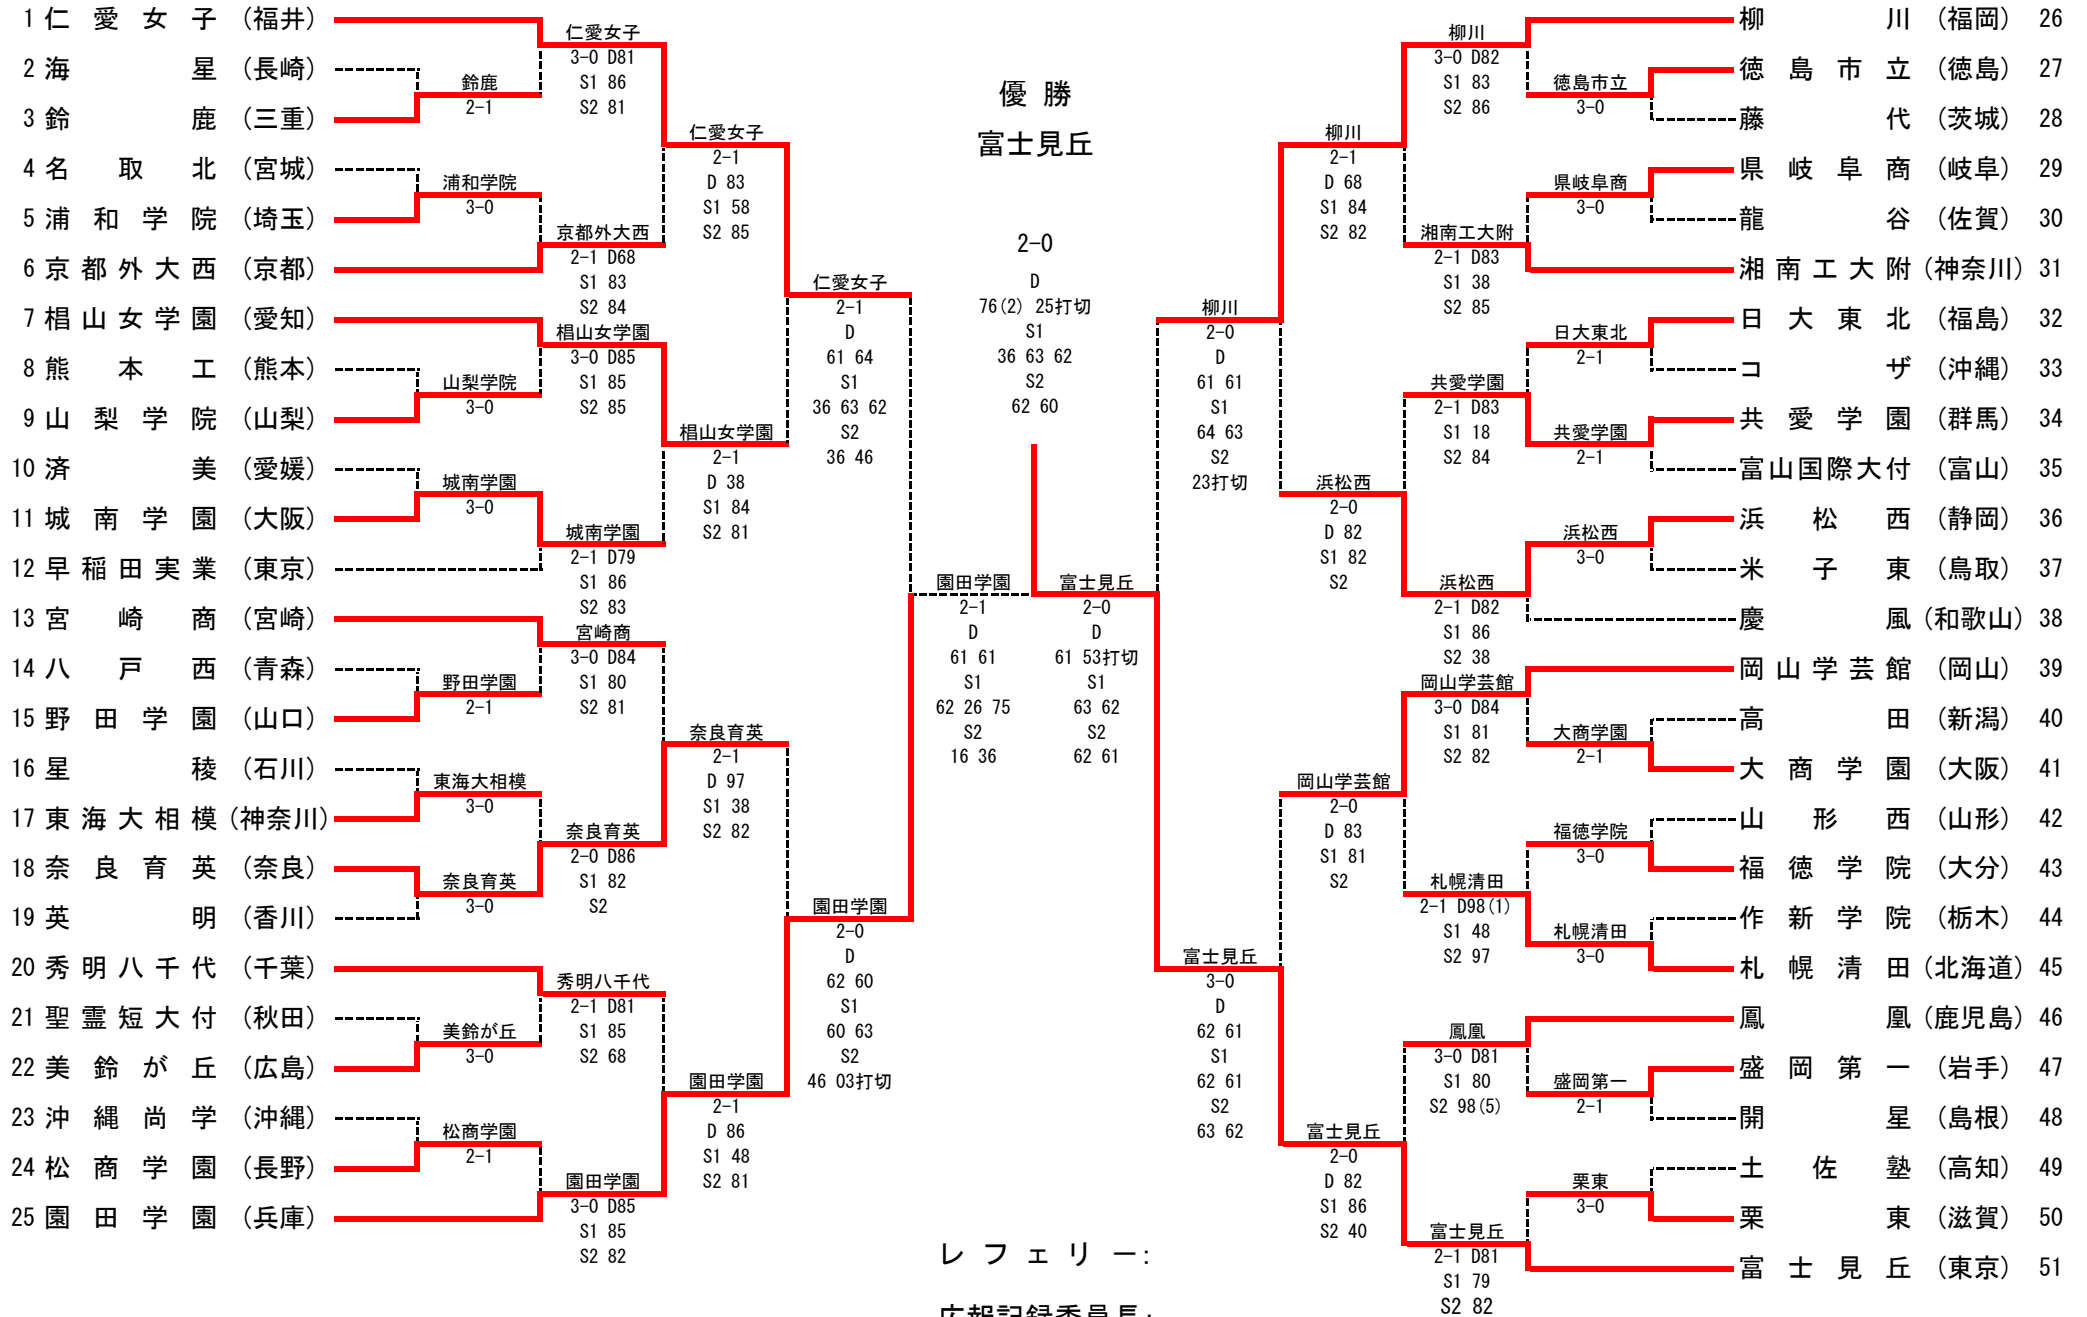 1 仁愛女子 (福井)
2 海星 (長崎)
3 鈴鹿 (三重)
4 名取北 (宮城)
5 浦和学院 (埼玉)
6 京都外大西 (京都)
7 椙山女学園 (愛知)
8 熊本工 (熊本)
9 山梨学院 (山梨)
10 済美 (愛媛)
11 城南学園 (大阪)
12 早稲田実業 (東京)
13 宮崎商 (宮崎)
14 八戸西 (青森)
15 野田学園 (山口)
16 星稜 (石川)
17 東海大相模 (神奈川)
18 奈良育英 (奈良)
19 英明 (香川)
20 秀明八千代 (千葉)
21 聖霊短大付 (秋田)
22 美鈴が丘 (広島)
23 沖縄尚学 (沖縄)
24 松商学園 (長野)
25 園田学園 (兵庫)
鈴鹿
2-1
浦和学院
3-0
山梨学院
3-0
城南学園
3-0
野田学園
2-1
東海大相模
3-0
奈良育英
3-0
美鈴が丘
3-0
松商学園
2-1
仁愛女子
3-0 D81
S1 86
S2 81
京都外大西
2-1 D68
S1 83
S2 84
椙山女学園
3-0 D85
S1 85
S2 85
城南学園
2-1 D79
S1 86
S2 83
宮崎商
3-0 D84
S1 80
S2 81
奈良育英
2-0 D86
S1 82
S2
秀明八千代
2-1 D81
S1 85
S2 68
園田学園
3-0 D85
S1 85
S2 82
仁愛女子
2-1
D 83
S1 58
S2 85
椙山女学園
2-1
D 38
S1 84
S2 81
奈良育英
2-1
D 97
S1 38
S2 82
園田学園
2-1
D 86
S1 48
S2 81
仁愛女子
2-1
D
61 64
S1
36 63 62
S2
36 46
園田学園
2-0
D
62 60
S1
60 63
S2
46 03打切
園田学園
2-1
D
61 61
S1
62 26 75
S2
16 36
優勝
富士見丘
2-0
D
76(2) 25打切
S1
36 63 62
S2
62 60
富士見丘
2-0
D
61 53打切
S1
63 62
S2
62 61
柳川
2-0
D
61 61
S1
64 63
S2
23打切
富士見丘
3-0
D
62 61
S1
62 61
S2
63 62
柳川
2-1
D 68
S1 84
S2 82
浜松西
2-0
D 82
S1 82
S2
岡山学芸館
2-0
D 83
S1 81
S2
富士見丘
2-0
D 82
S1 86
S2 40
柳川
3-0 D82
S1 83
S2 86
湘南工大附
2-1 D83
S1 38
S2 85
共愛学園
2-1 D83
S1 18
S2 84
浜松西
2-1 D82
S1 86
S2 38
岡山学芸館
3-0 D84
S1 81
S2 82
札幌清田
2-1 D98(1)
S1 48
S2 97
鳳凰
3-0 D81
S1 80
S2 98(5)
富士見丘
2-1 D81
S1 79
S2 82
徳島市立
3-0
県岐阜商
3-0
日大東北
2-1
共愛学園
2-1
浜松西
3-0
大商学園
2-1
福徳学院
3-0
札幌清田
3-0
盛岡第一
2-1
栗東
3-0
柳川 (福岡) 26
徳島市立 (徳島) 27
藤代 (茨城) 28
県岐阜商 (岐阜) 29
龍谷 (佐賀) 30
湘南工大附 (神奈川) 31
日大東北 (福島) 32
コザ (沖縄) 33
共愛学園 (群馬) 34
富山国際大付 (富山) 35
浜松西 (静岡) 36
米子東 (鳥取) 37
慶風 (和歌山) 38
岡山学芸館 (岡山) 39
高田 (新潟) 40
大商学園 (大阪) 41
山形西 (山形) 42
福徳学院 (大分) 43
作新学院 (栃木) 44
札幌清田 (北海道) 45
鳳凰 (鹿児島) 46
盛岡第一 (岩手) 47
開星 (島根) 48
土佐塾 (高知) 49
栗東 (滋賀) 50
富士見丘 (東京) 51
レフェリー:
広報記録委員長: